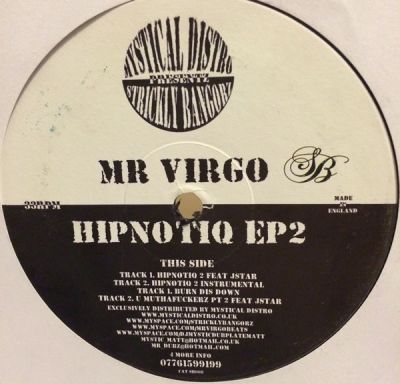 MYSTICAL DISTRO
PRESENTZ
STRICKLY BANGORZ
MR VIRGO
SB
33RPM
MADE
IN
ENGLAND
HIPNOTIQ EP2
THIS SIDE
TRACK 1. HIPNOTIQ 2 FEAT JSTAR
TRACK 2. HIPNOTIQ 2 INSTRUMENTAL
TRACK 1. BURN DIS DOWN
TRACK 2. U MUTHAFUCKERZ PT 2 FEAT JSTAR
EXCLUSIVELY DISTRIBUTED BY MYSTICAL DISTRO
WWW.MYSTICALDISTRO.CO.UK
WWW.MYSPACE.COM/STRICKLYBANGORZ
WWW.MYSPACE.COM/MRVIRGOBEATS
WWW.MYSPACE.COM/DJMYSTICDUBPLATEMATT
MYSTIC_MATT@HOTMAIL.COM
MR_DUBZ@HOTMAIL.COM
4 MORE INFO
07761599199